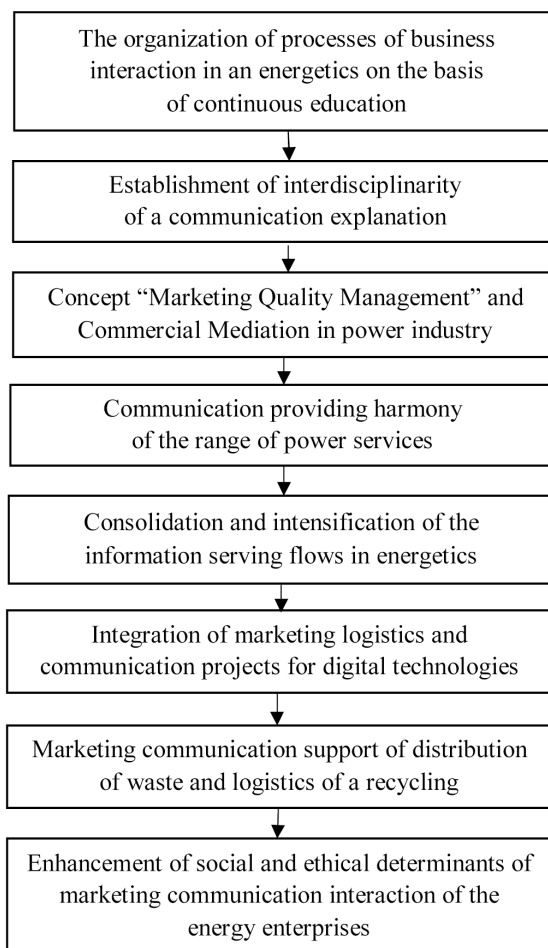 The organization of processes of business
interaction in an energetics on the basis
of continuous education
Establishment of interdisciplinarity
of a communication explanation
Concept “Marketing Quality Management” and
Commercial Mediation in power industry
Communication providing harmony
of the range of power services
Consolidation and intensification of the
information serving flows in energetics
Integration of marketing logistics and
communication projects for digital technologies
Marketing communication support of distribution
of waste and logistics of a recycling
Enhancement of social and ethical determinants of
marketing communication interaction of the
energy enterprises